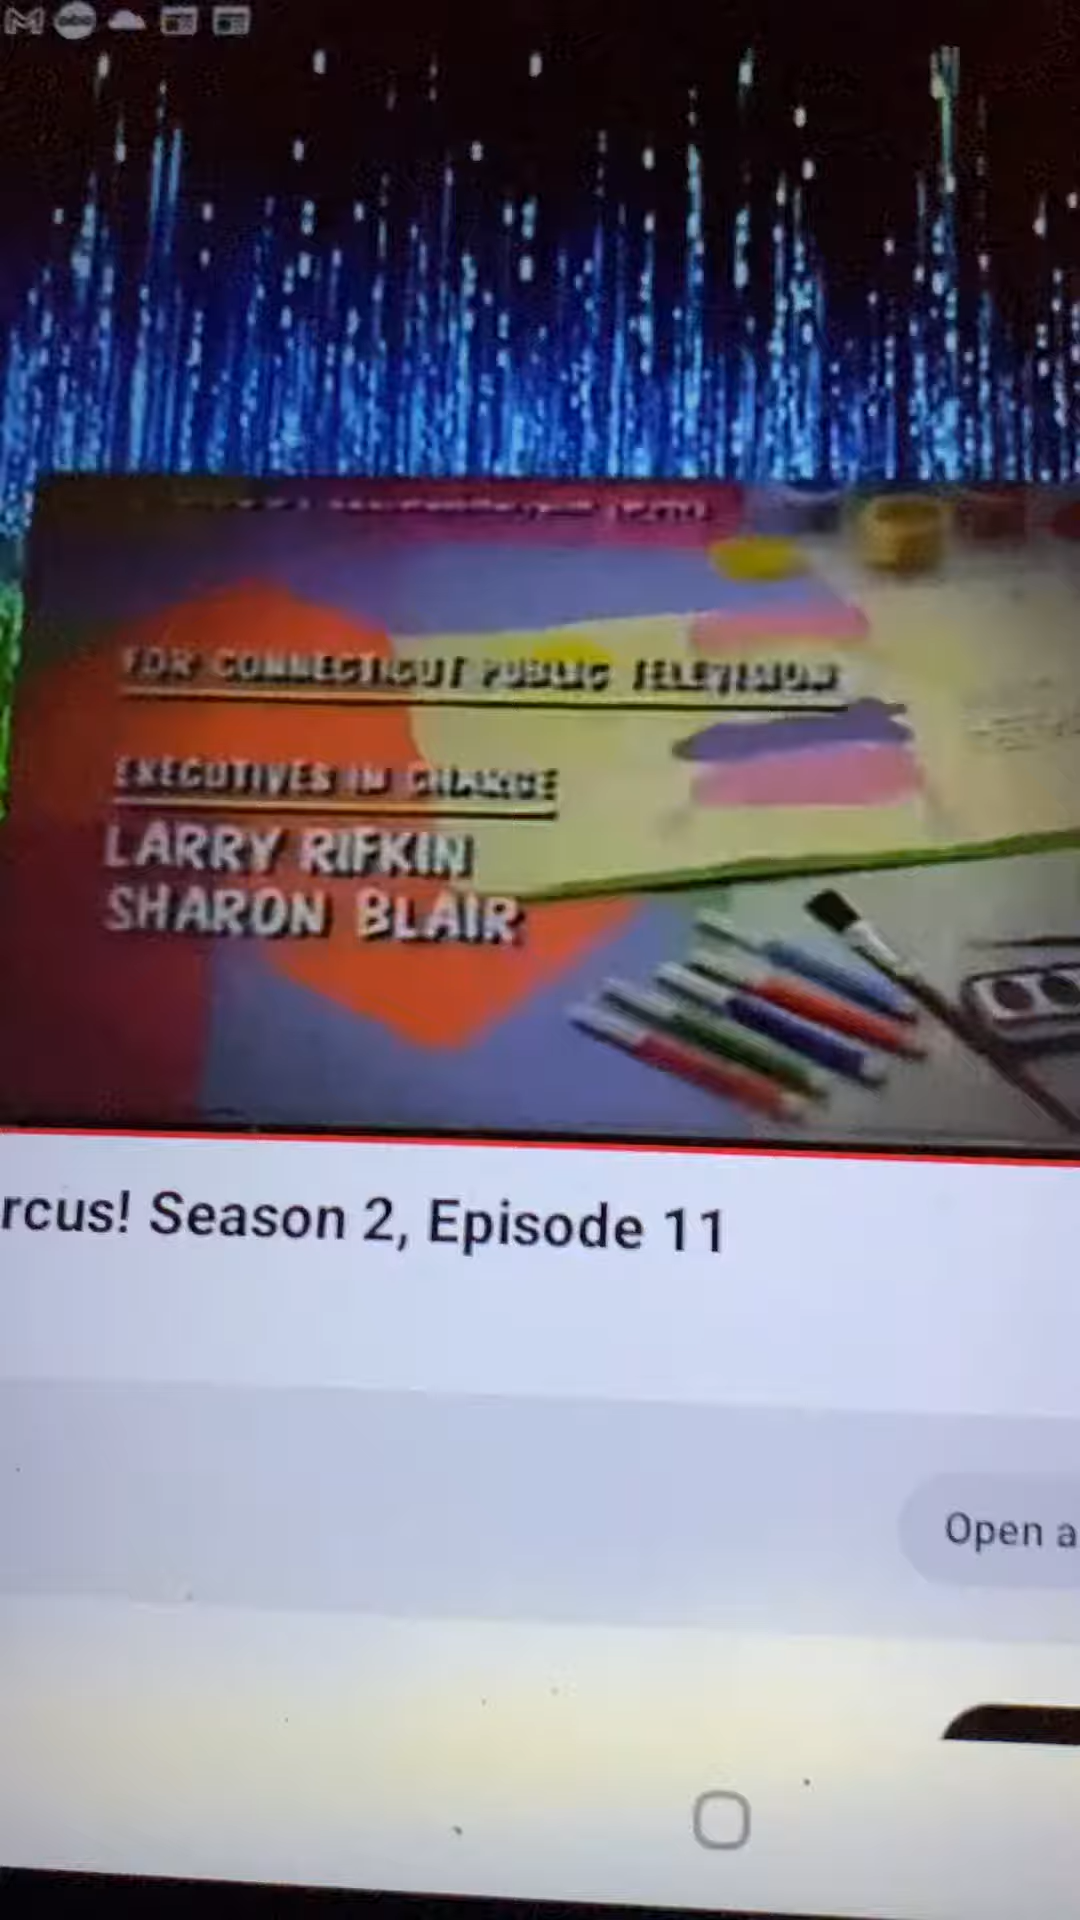 FOR CONNECTICUT PUBLIC TELEVISION
EXECUTIVES IN CHARGE
LARRY RIFKIN
SHARON BLAIR
rcus! Season 2, Episode 11
Open a